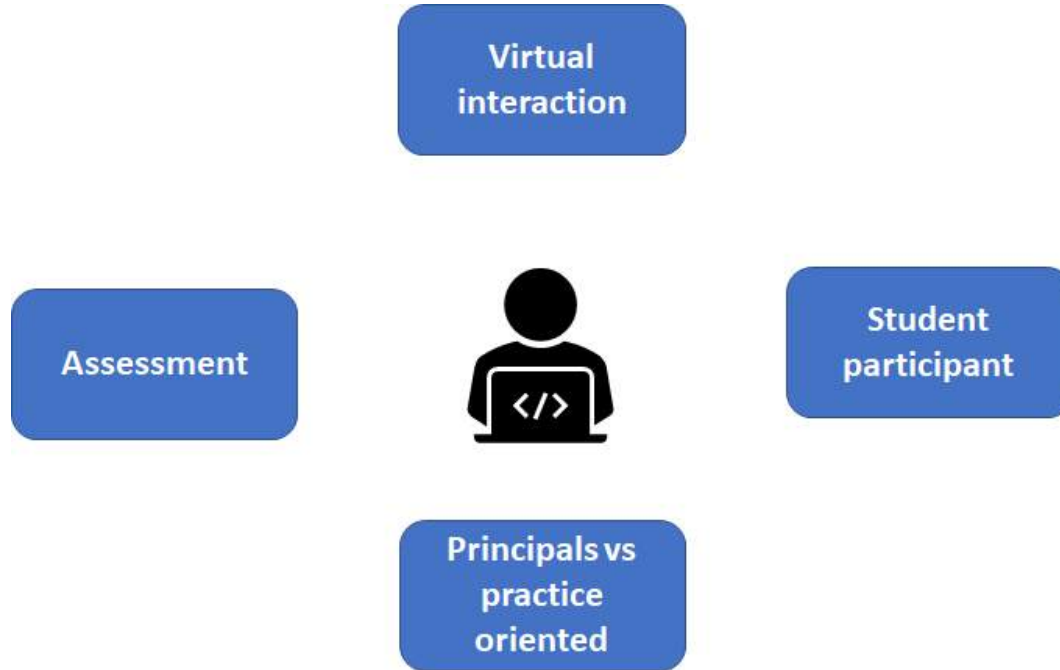 Virtual
interaction
Assessment
</>
Student
participant
Principals vs
practice
oriented